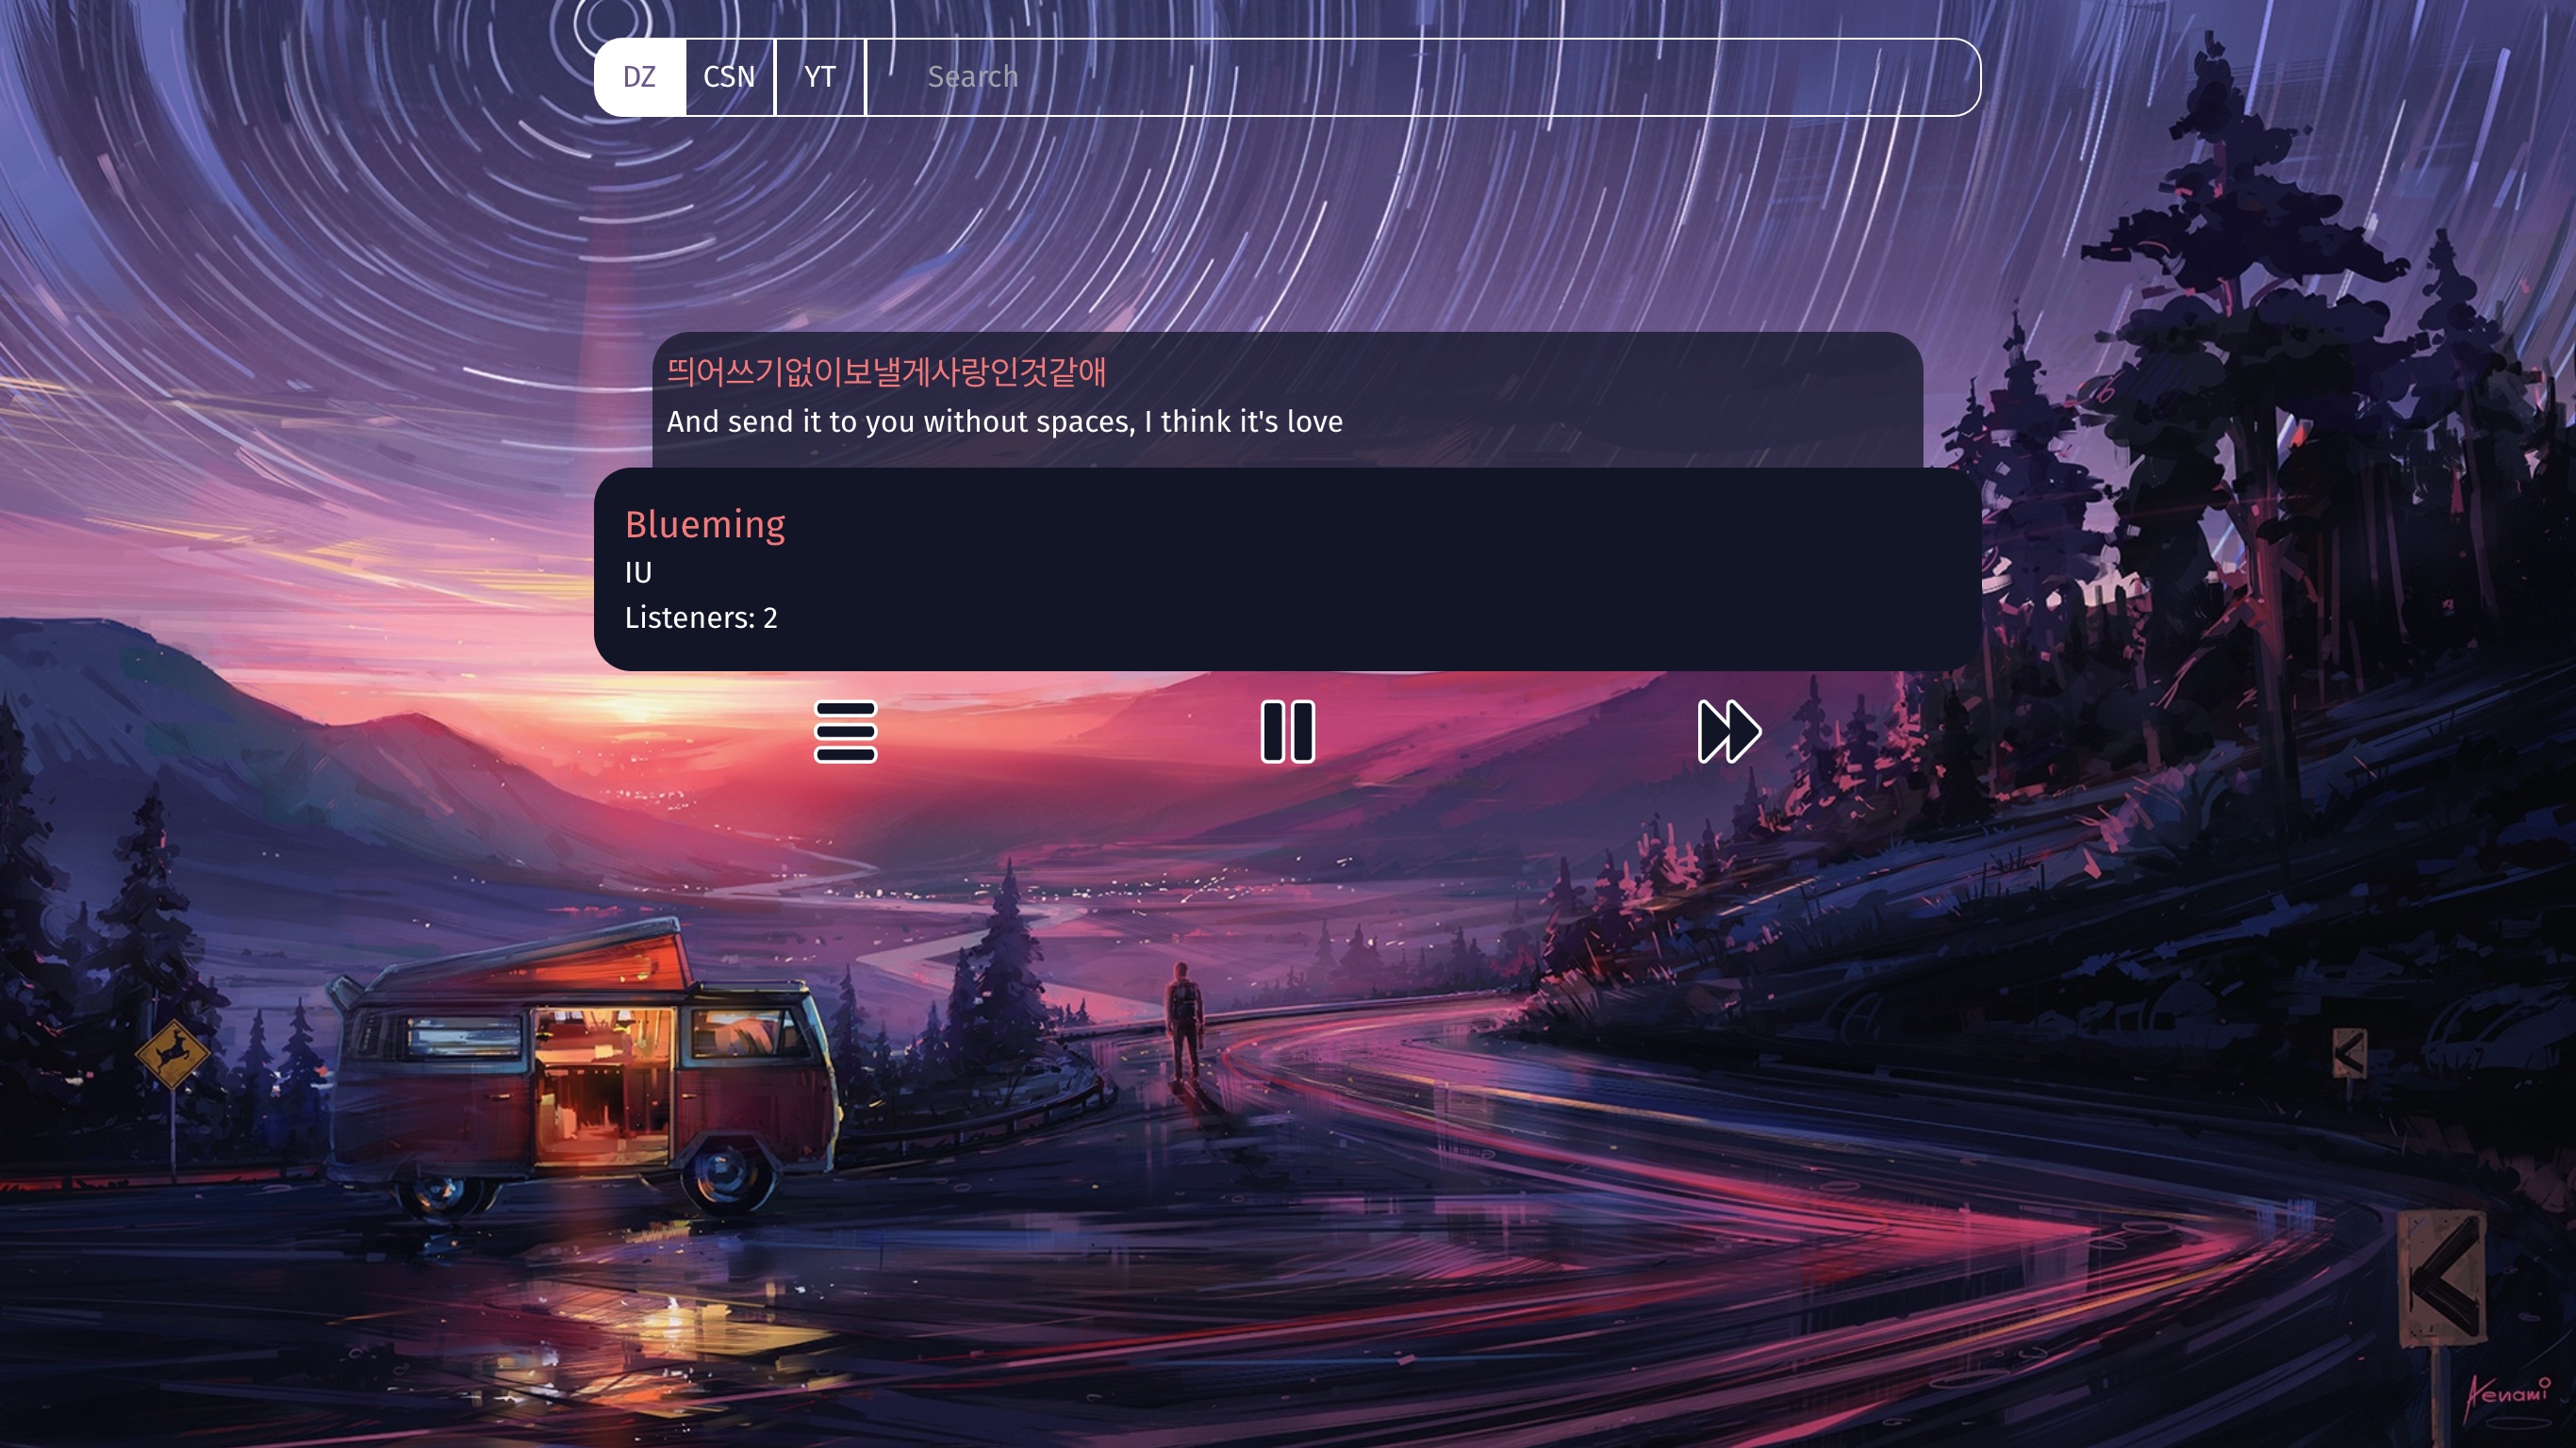 DZ CSN YT Search
띄어쓰기없이보낼게사랑인것같애
And send it to you without spaces, I think it's love
Blueming
IU
Listeners: 2
Aenami